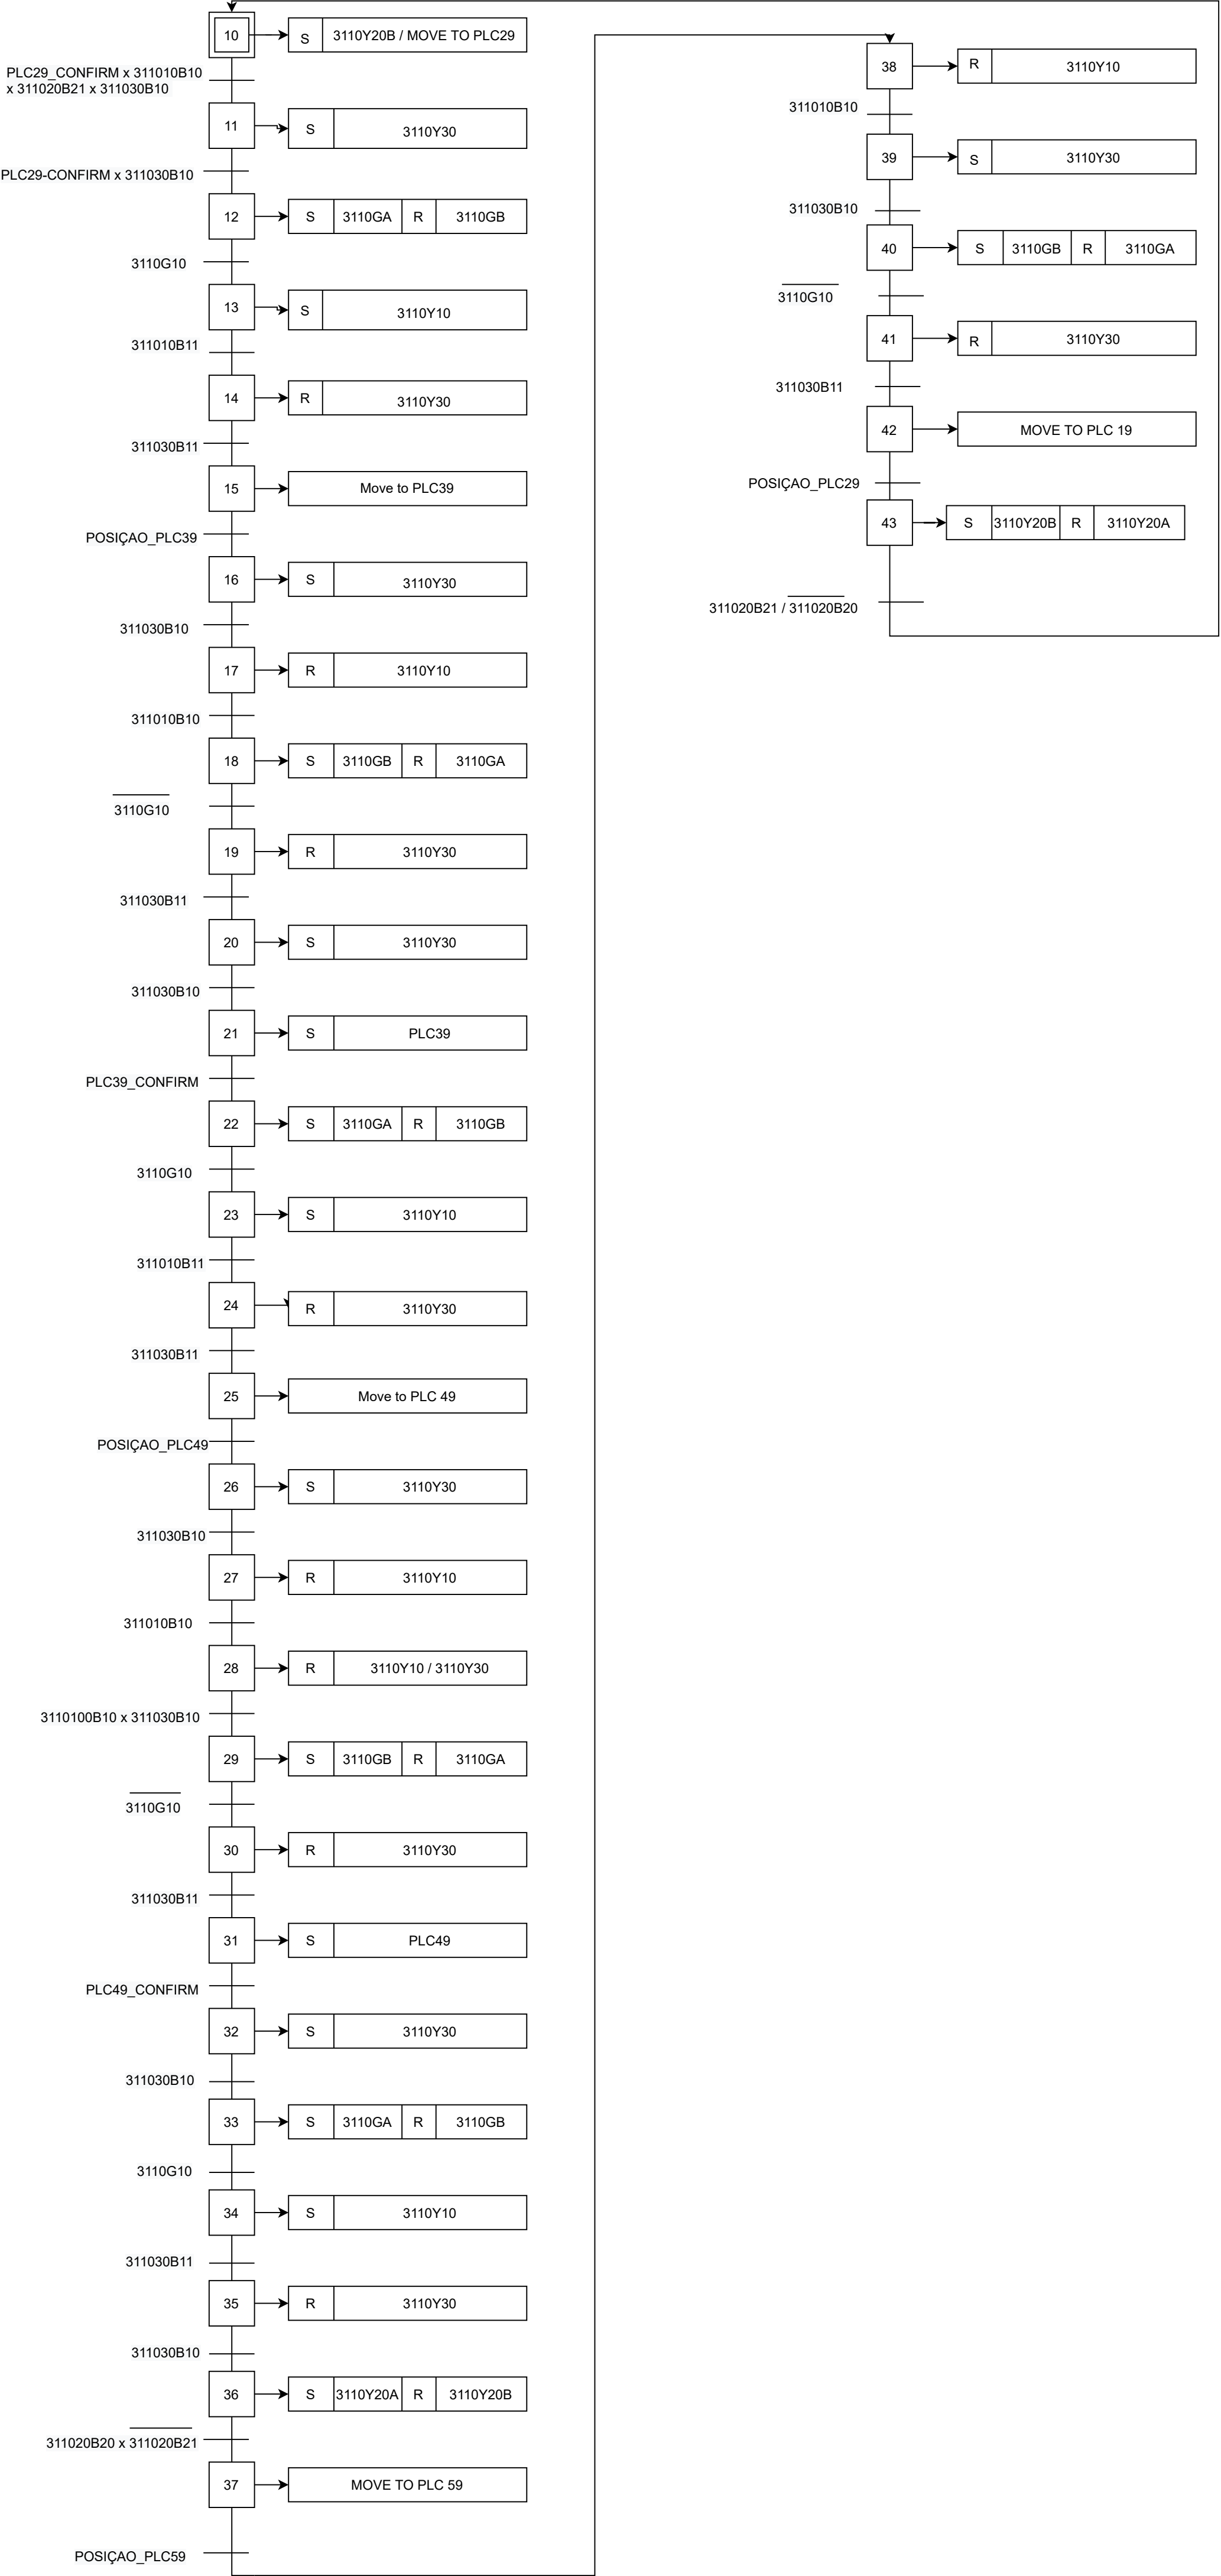 10
S
3110Y20B / MOVE TO PLC29
PLC29_CONFIRM x 311010B10
x 311020B21 x 311030B10
11
S
3110Y30
PLC29-CONFIRM x 311030B10
12
S
3110GA
R
3110GB
3110G10
13
S
3110Y10
311010B11
14
R
3110Y30
311030B11
15
Move to PLC39
POSIÇAO_PLC39
16
S
3110Y30
311030B10
17
R
3110Y10
311010B10
18
S
3110GB
R
3110GA
3110G10
19
R
3110Y30
311030B11
20
S
3110Y30
311030B10
21
S
PLC39
PLC39_CONFIRM
22
S
3110GA
R
3110GB
3110G10
23
S
3110Y10
311010B11
24
R
3110Y30
311030B11
25
Move to PLC 49
POSIÇAO_PLC49
26
S
3110Y30
311030B10
27
R
3110Y10
311010B10
28
R
3110Y10 / 3110Y30
3110100B10 x 311030B10
29
S
3110GB
R
3110GA
3110G10
30
R
3110Y30
311030B11
31
S
PLC49
PLC49_CONFIRM
32
S
3110Y30
311030B10
33
S
3110GA
R
3110GB
3110G10
34
S
3110Y10
311030B11
35
R
3110Y30
311030B10
36
S
3110Y20A
R
3110Y20B
311020B20 x 311020B21
37
MOVE TO PLC 59
POSIÇAO_PLC59
38
R
3110Y10
311010B10
39
S
3110Y30
311030B10
40
S
3110GB
R
3110GA
3110G10
41
R
3110Y30
311030B11
42
MOVE TO PLC 19
POSIÇAO_PLC29
43
S
3110Y20B
R
3110Y20A
311020B21 / 311020B20